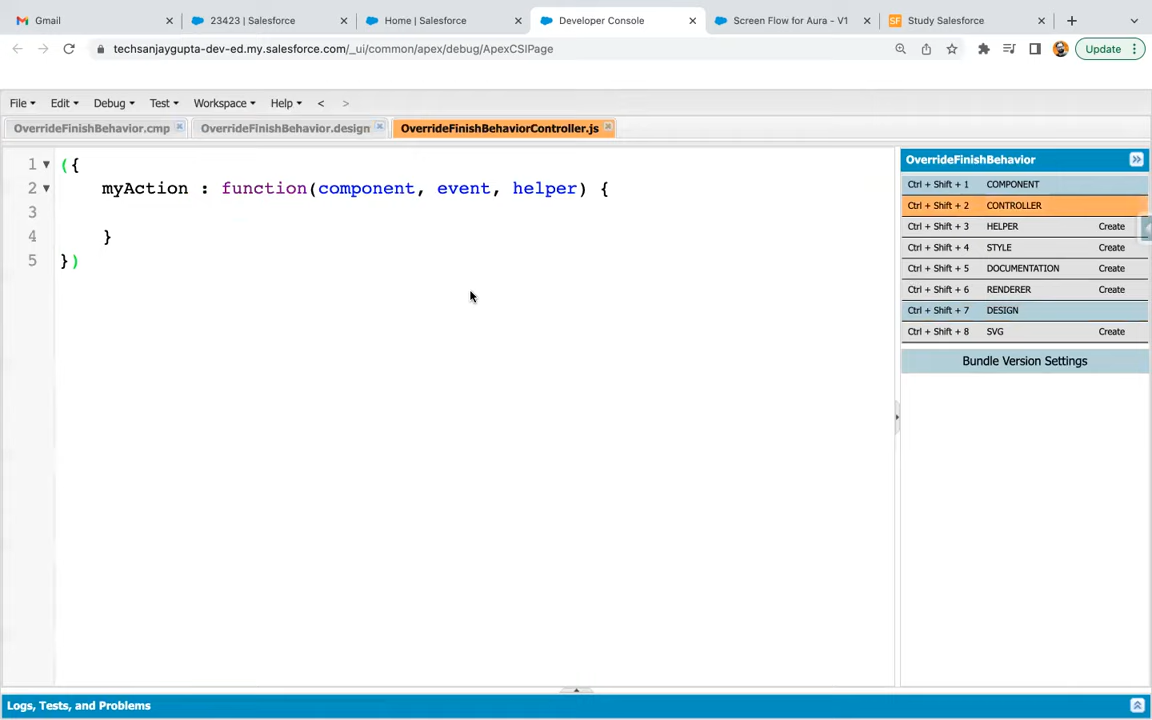 Gmail
23423 | Salesforce
Home | Salesforce
Developer Console
Screen Flow for Aura - V1
SF Study Salesforce
techsanjaygupta-dev-ed.my.salesforce.com/_ui/common/apex/debug/ApexCSIPage
Update
File Edit Debug Test Workspace Help < >
OverrideFinishBehavior.cmp OverrideFinishBehavior.design OverrideFinishBehaviorController.js
1 ({
2 myAction : function(component, event, helper) {
3
4 }
5 })
OverrideFinishBehavior
Ctrl + Shift + 1 COMPONENT
Ctrl + Shift + 2 CONTROLLER
Ctrl + Shift + 3 HELPER Create
Ctrl + Shift + 4 STYLE Create
Ctrl + Shift + 5 DOCUMENTATION Create
Ctrl + Shift + 6 RENDERER Create
Ctrl + Shift + 7 DESIGN
Ctrl + Shift + 8 SVG Create
Bundle Version Settings
Logs, Tests, and Problems